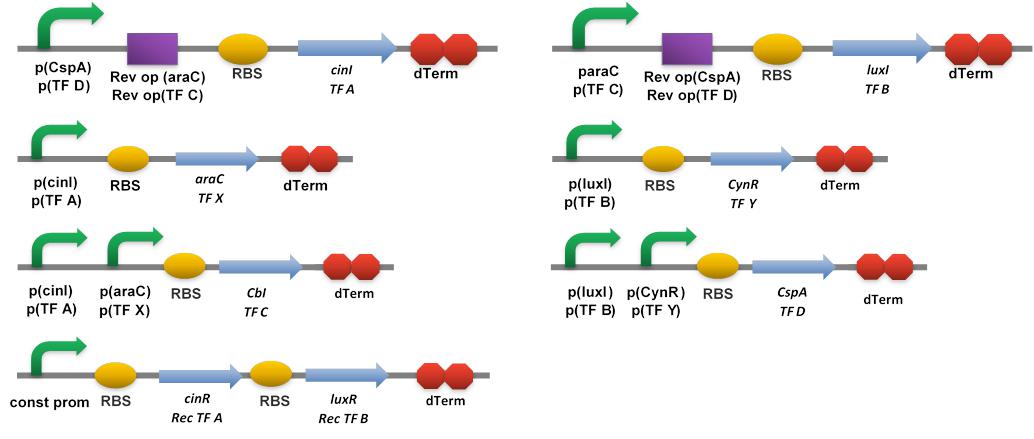 p(CspA)
p(TF D)
Rev op (araC)
Rev op(TF C)
RBS
cinI
TF A
dTerm
paraC
p(TF C)
Rev op(CspA)
Rev op(TF D)
RBS
luxI
TF B
dTerm
p(cinI)
p(TF A)
RBS
araC
TF X
dTerm
p(luxI)
p(TF B)
RBS
CynR
TF Y
dTerm
p(cinI)
p(TF A)
p(araC)
p(TF X)
RBS
CbI
TF C
dTerm
p(luxI)
p(TF B)
p(CynR)
p(TF Y)
RBS
CspA
TF D
dTerm
const prom
RBS
cinR
Rec TF A
RBS
luxR
Rec TF B
dTerm